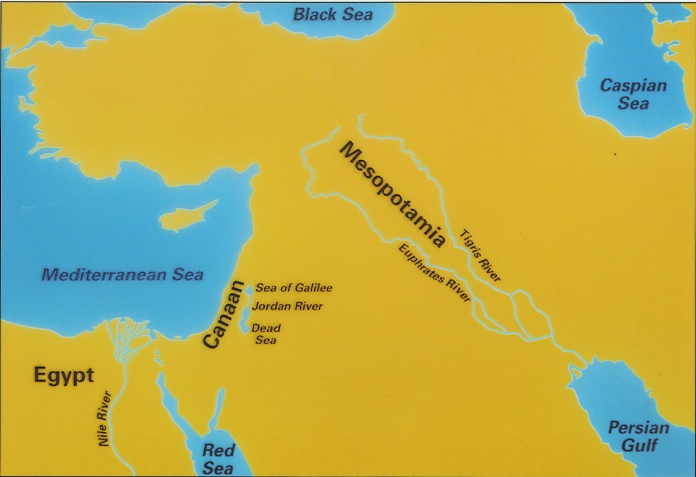 Black Sea
Caspian
Sea
Mesopotamia
Tigris River
Euphrates River
Mediterranean Sea
Canaan
Sea of Galilee
Jordan River
Dead
Sea
Egypt
Nile River
Red
Sea
Persian
Gulf